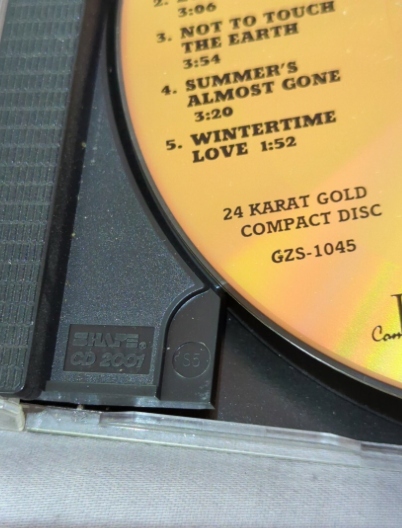 2.
3:06
3. NOT TO TOUCH
THE EARTH
3:54
4. SUMMER'S
ALMOST GONE
3:20
5. WINTERTIME
LOVE 1:52
24 KARAT GOLD
COMPACT DISC
GZS-1045
SHAPE
CD 2001